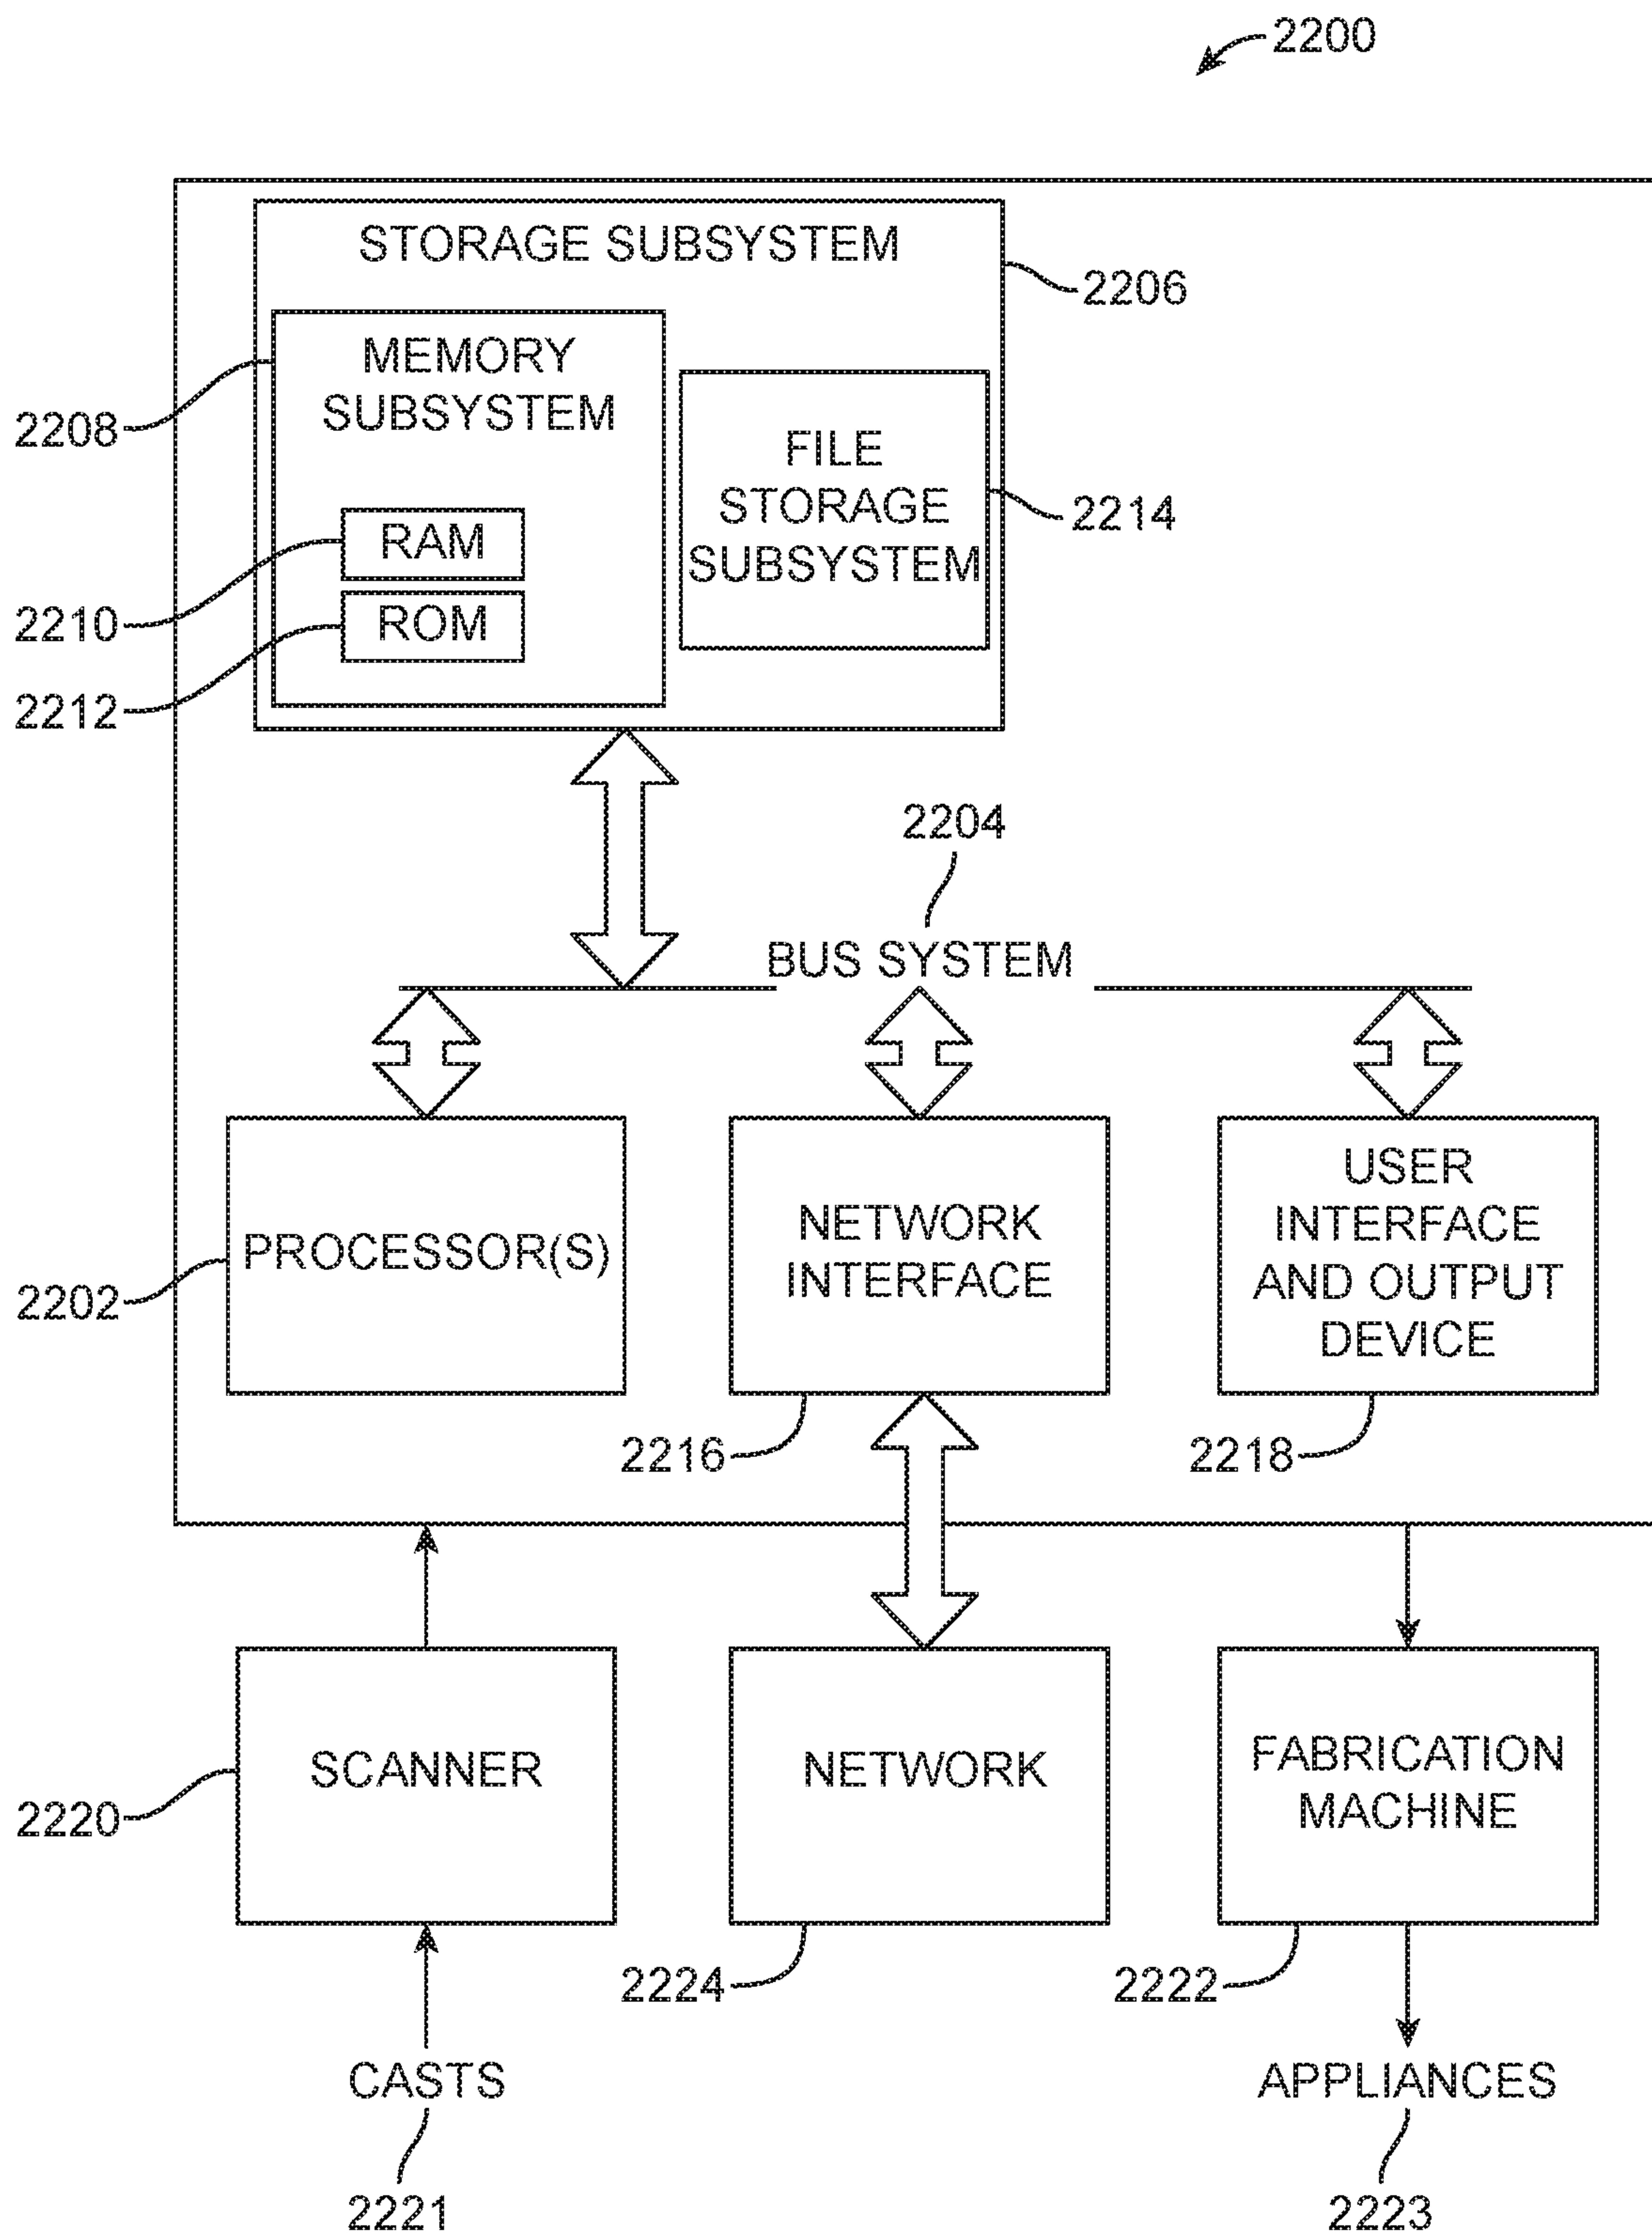 2200
STORAGE SUBSYSTEM
2206
MEMORY
SUBSYSTEM
2208
FILE
STORAGE
SUBSYSTEM
2214
RAM
2210
ROM
2212
2204
BUS SYSTEM
PROCESSOR(S)
2202
NETWORK
INTERFACE
2216
USER
INTERFACE
AND OUTPUT
DEVICE
2218
SCANNER
2220
NETWORK
2224
FABRICATION
MACHINE
2222
CASTS
2221
APPLIANCES
2223